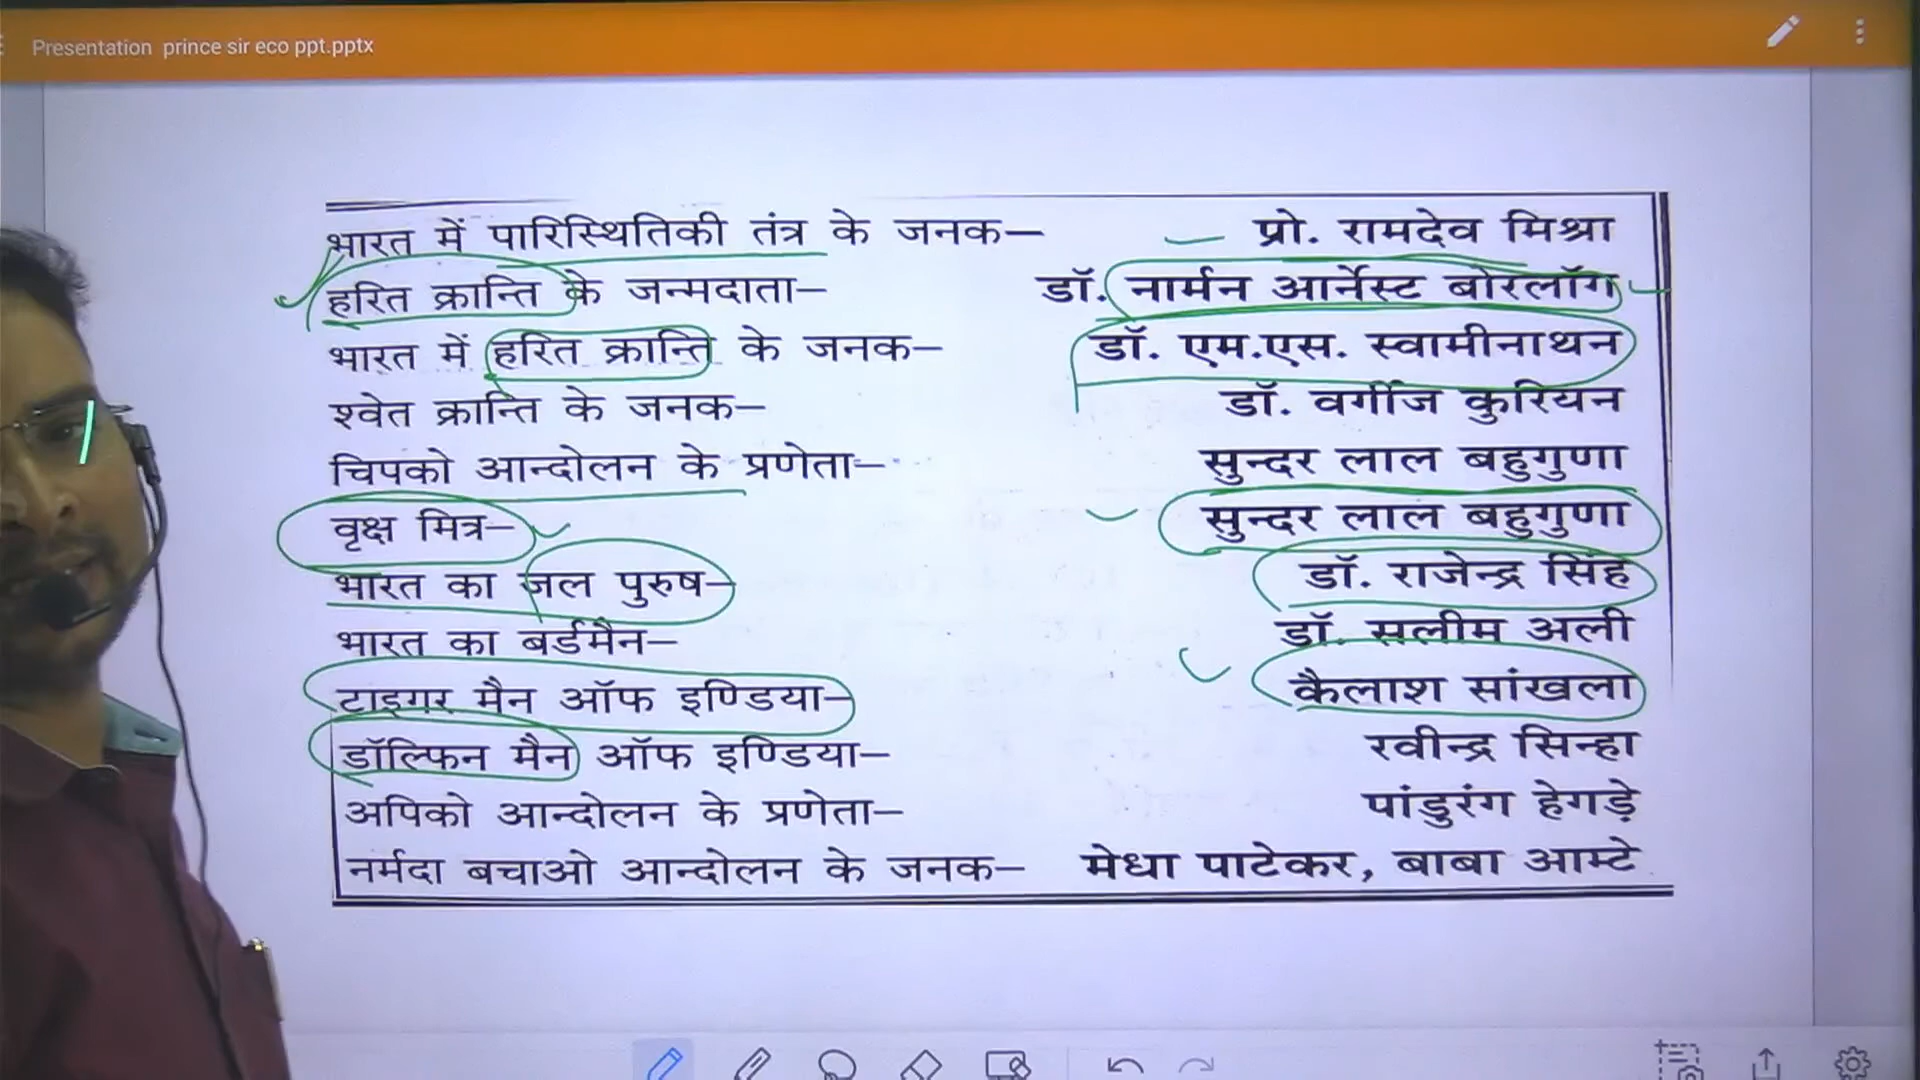 Presentation prince sir eco ppt.pptx
भारत में पारिस्थितिकी तंत्र के जनक– प्रो. रामदेव मिश्रा
हरित क्रान्ति के जन्मदाता– डॉ. नार्मन आर्नेस्ट बोरलॉग
भारत में हरित क्रान्ति के जनक– डॉ. एम.एस. स्वामीनाथन
श्वेत क्रान्ति के जनक– डॉ. वर्गीज कुरियन
चिपको आन्दोलन के प्रणेता– सुन्दर लाल बहुगुणा
वृक्ष मित्र– सुन्दर लाल बहुगुणा
भारत का जल पुरुष– डॉ. राजेन्द्र सिंह
भारत का बर्डमैन– डॉ. सलीम अली
टाइगर मैन ऑफ इण्डिया– कैलाश सांखला
डॉल्फिन मैन ऑफ इण्डिया– रवीन्द्र सिन्हा
अपिको आन्दोलन के प्रणेता– पांडुरंग हेगड़े
नर्मदा बचाओ आन्दोलन के जनक– मेधा पाटेकर, बाबा आम्टे